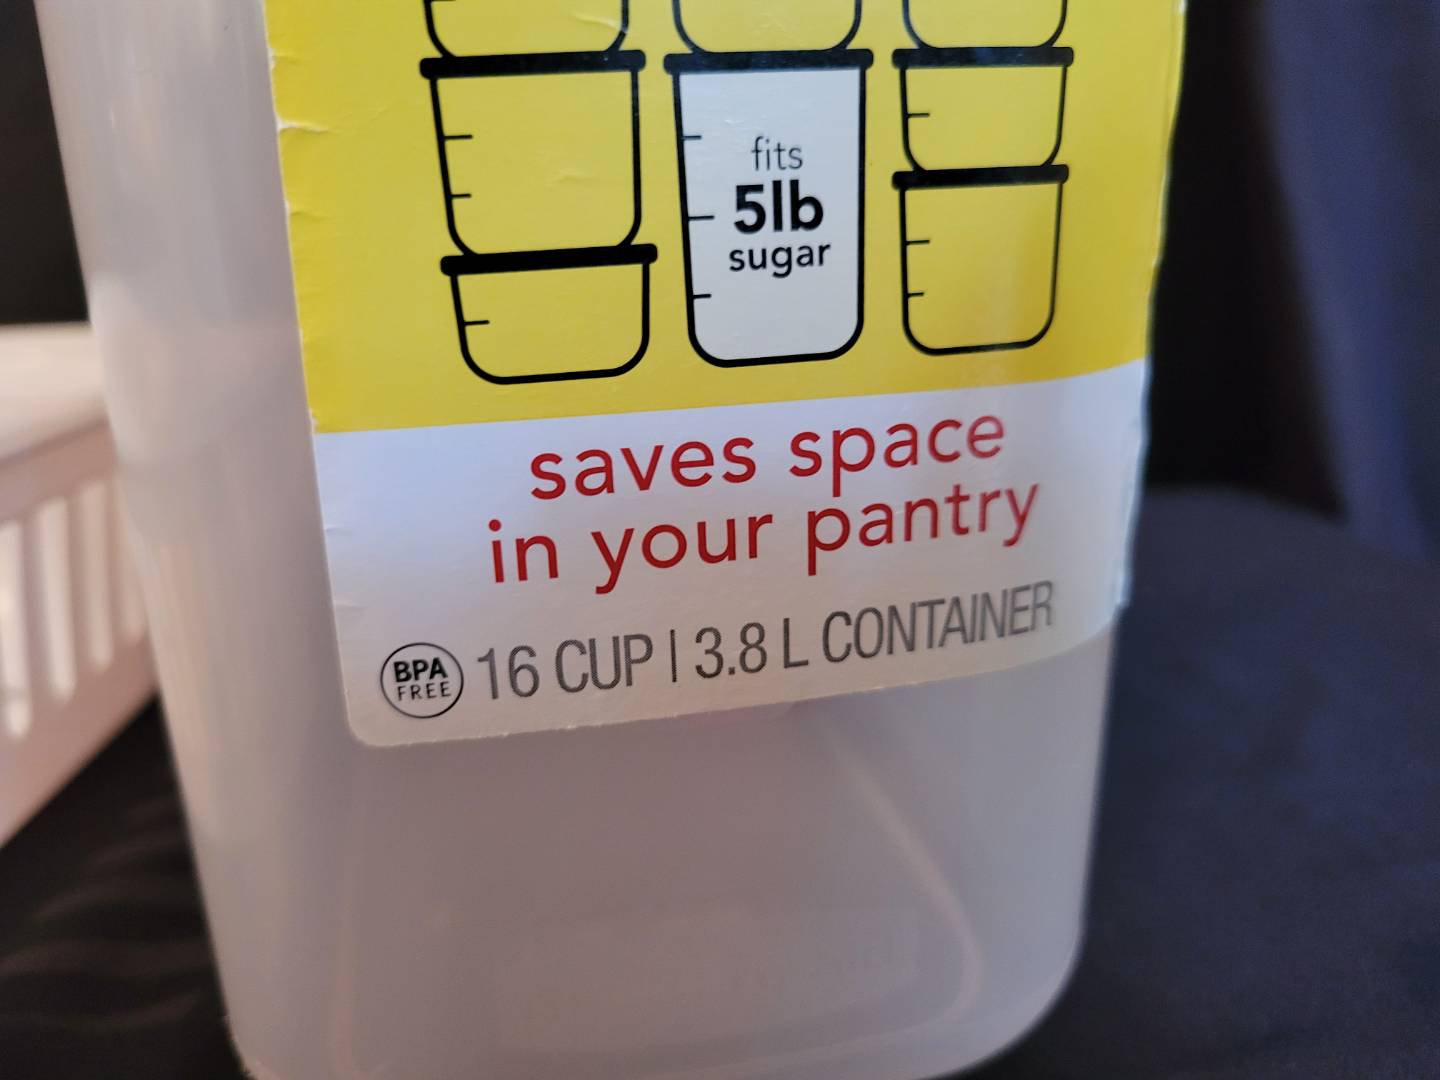 fits
5lb
sugar
saves space
in your pantry
BPA
FREE
16 CUP | 3.8 L CONTAINER